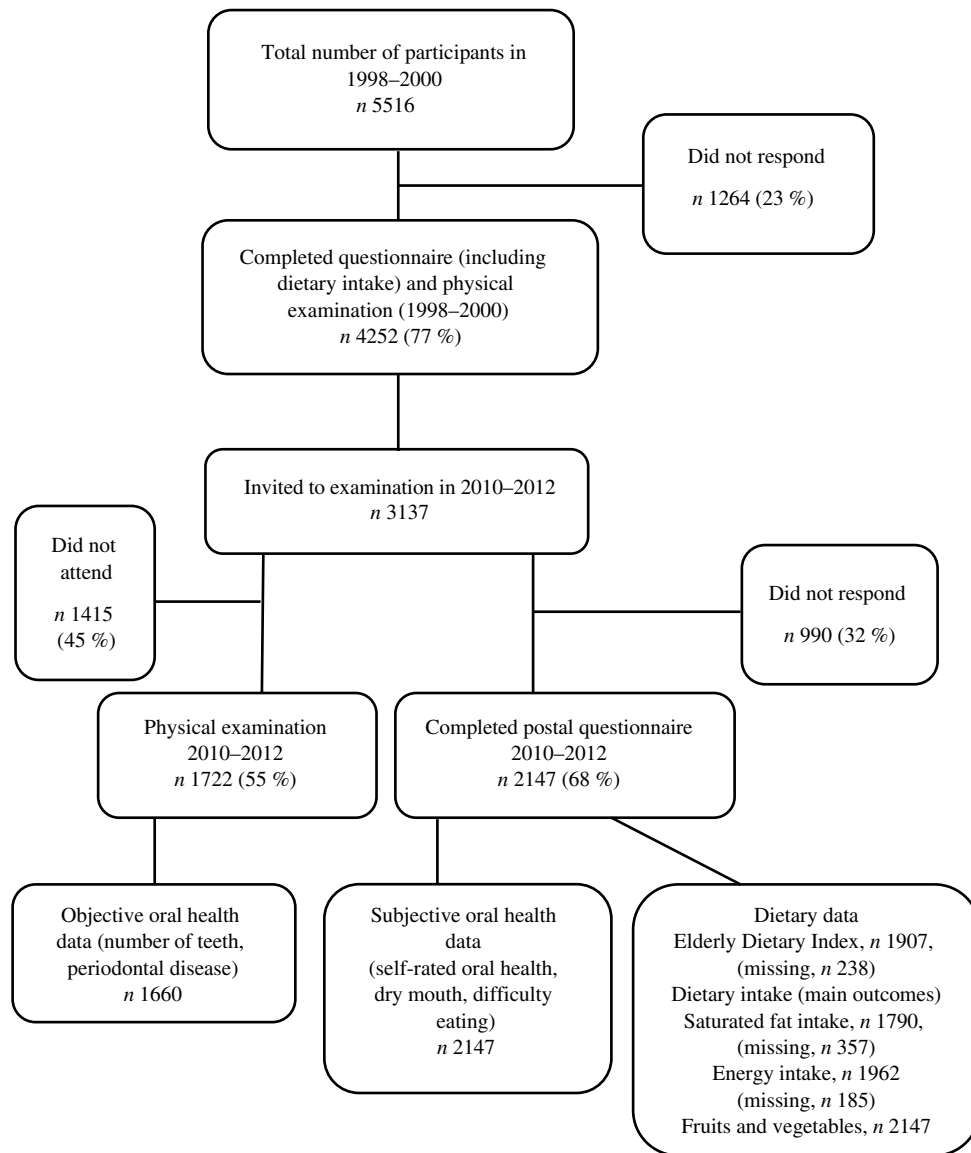 Total number of participants in
1998–2000
n 5516
Did not respond
n 1264 (23 %)
Completed questionnaire (including
dietary intake) and physical
examination (1998–2000)
n 4252 (77 %)
Invited to examination in 2010–2012
n 3137
Did not
attend
n 1415
(45 %)
Did not respond
n 990 (32 %)
Physical examination
2010–2012
n 1722 (55 %)
Completed postal questionnaire
2010–2012
n 2147 (68 %)
Objective oral health
data (number of teeth,
periodontal disease)
n 1660
Subjective oral health
data
(self-rated oral health,
dry mouth, difficulty
eating)
n 2147
Dietary data
Elderly Dietary Index, n 1907,
(missing, n 238)
Dietary intake (main outcomes)
Saturated fat intake, n 1790,
(missing, n 357)
Energy intake, n 1962
(missing, n 185)
Fruits and vegetables, n 2147